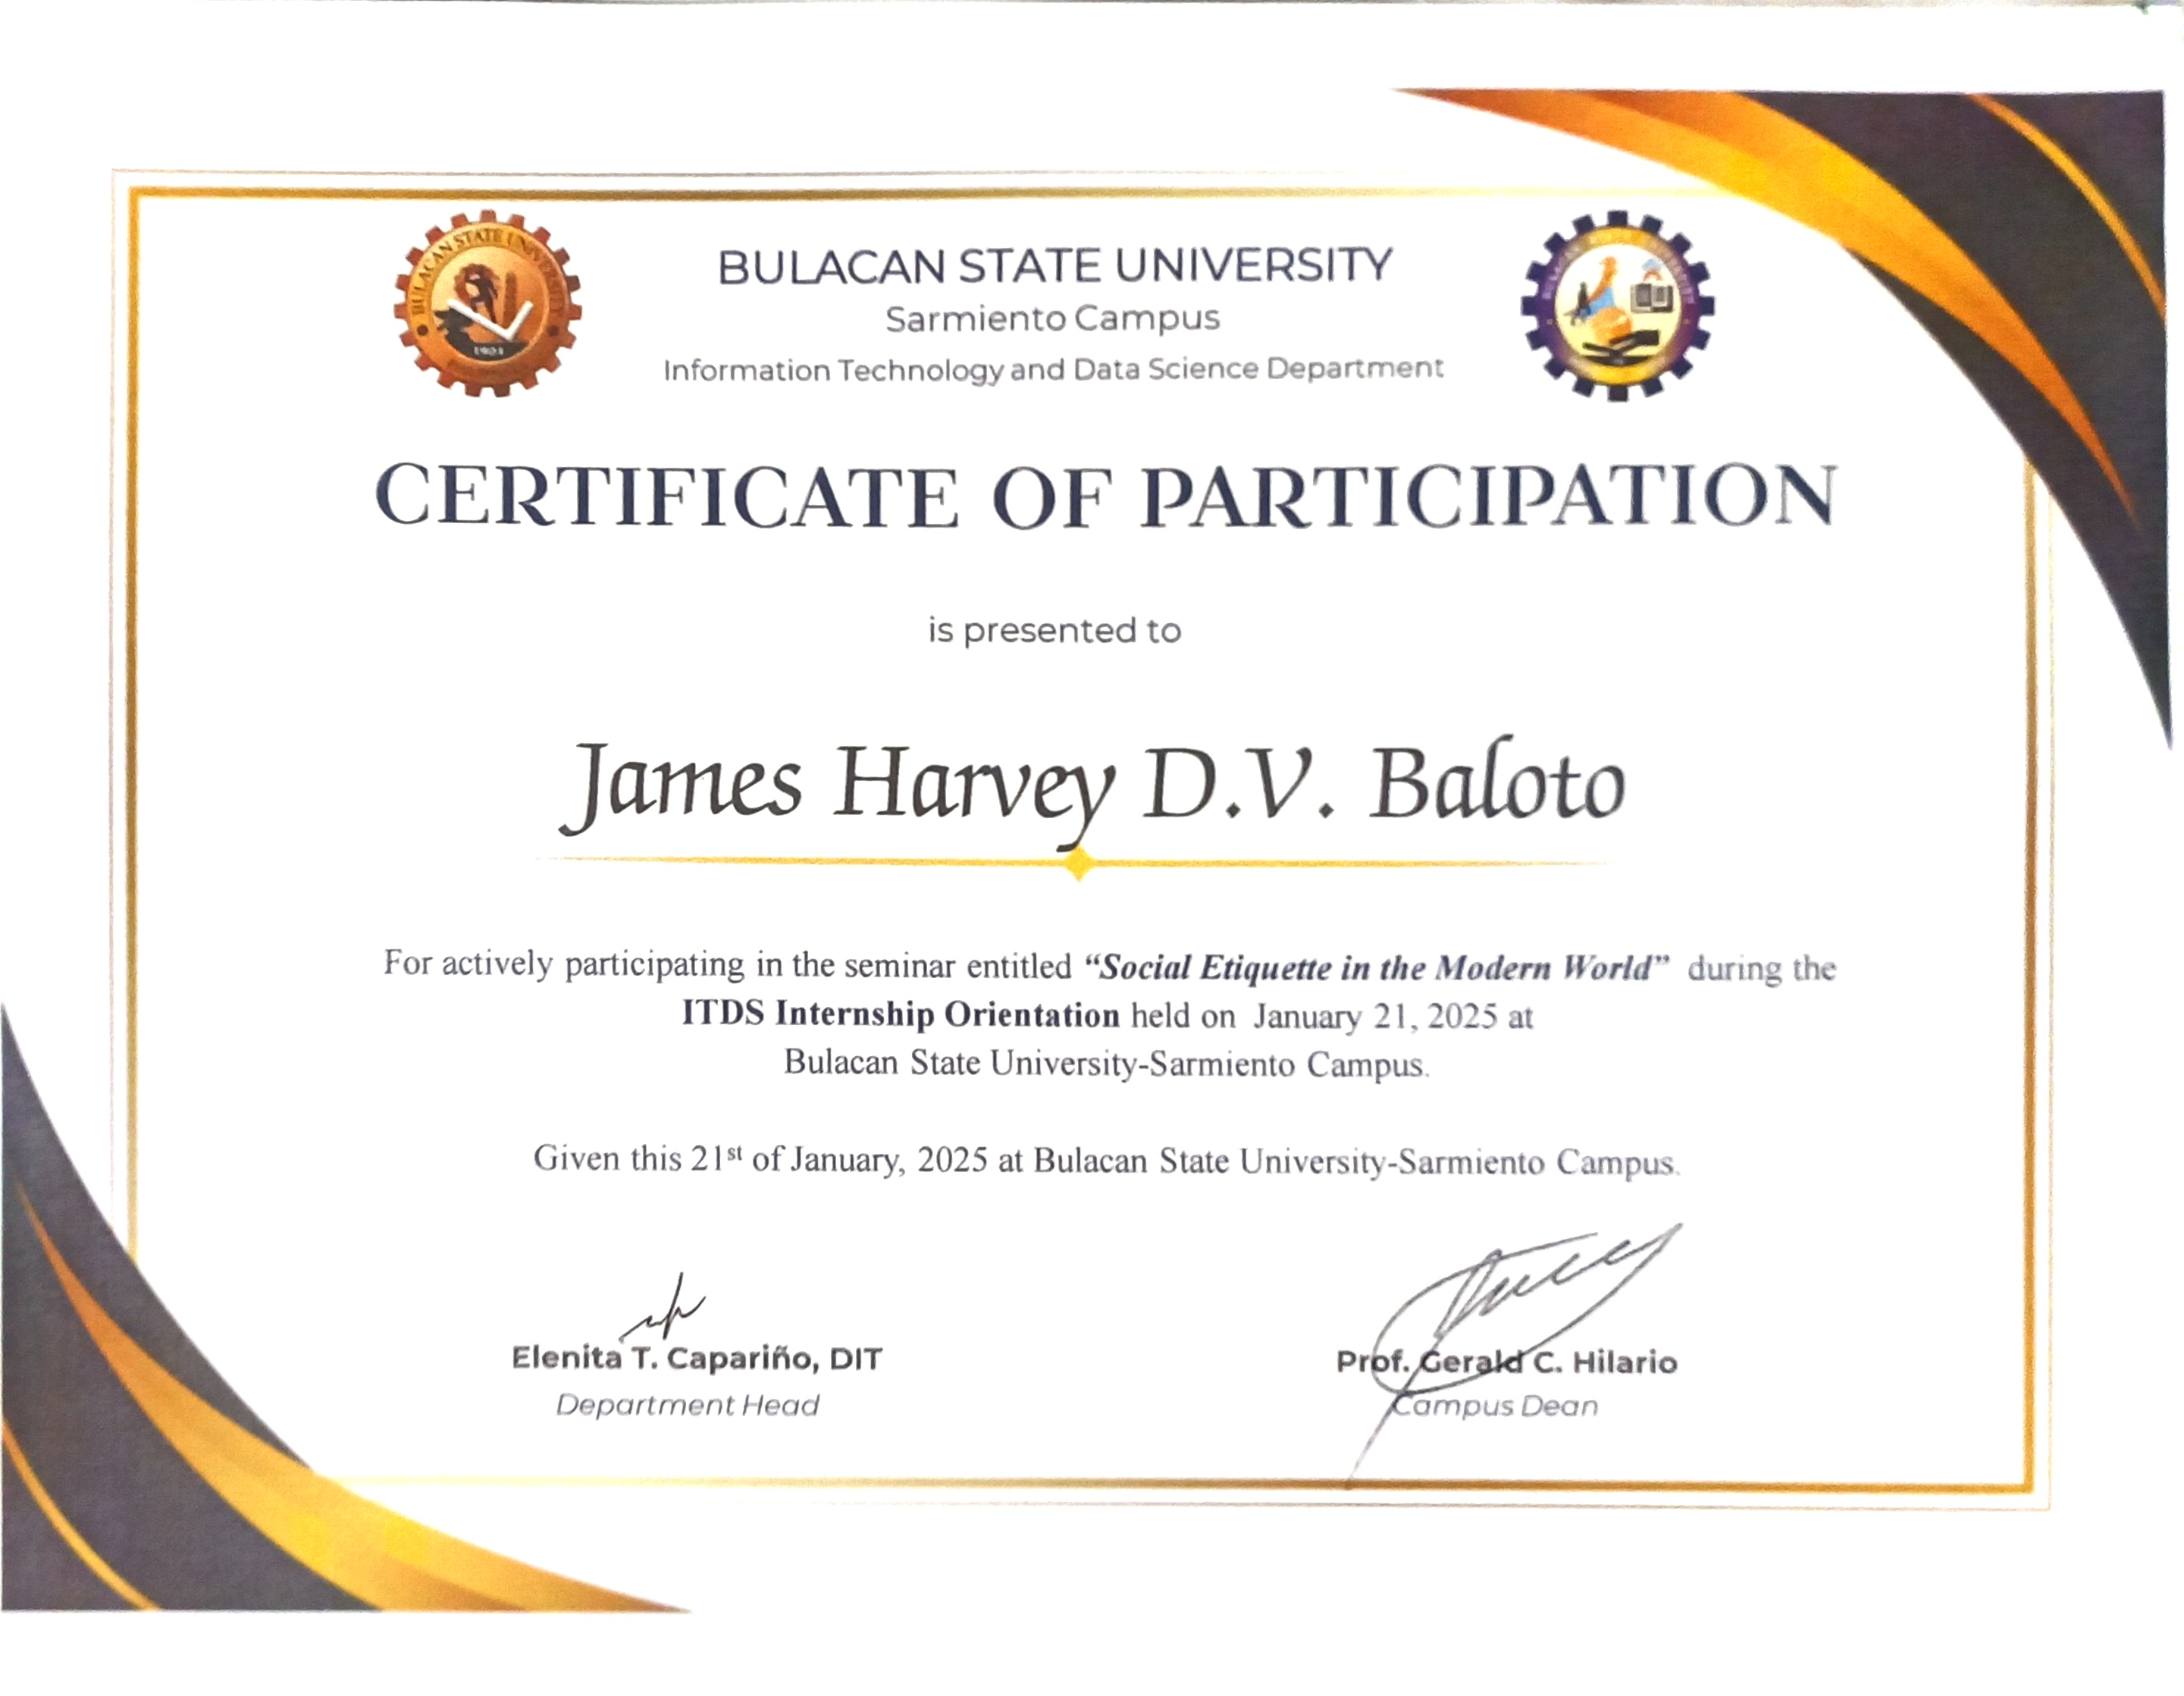 BULACAN STATE UNIVERSITY
BULACAN STATE UNIVERSITY
Sarmiento Campus
Information Technology and Data Science Department
CERTIFICATE OF PARTICIPATION
is presented to
James Harvey D.V. Baloto
For actively participating in the seminar entitled “Social Etiquette in the Modern World” during the
ITDS Internship Orientation held on January 21, 2025 at
Bulacan State University-Sarmiento Campus.
Given this 21st of January, 2025 at Bulacan State University-Sarmiento Campus.
Elenita T. Capariño, DIT
Department Head
Prof. Gerald C. Hilario
Campus Dean